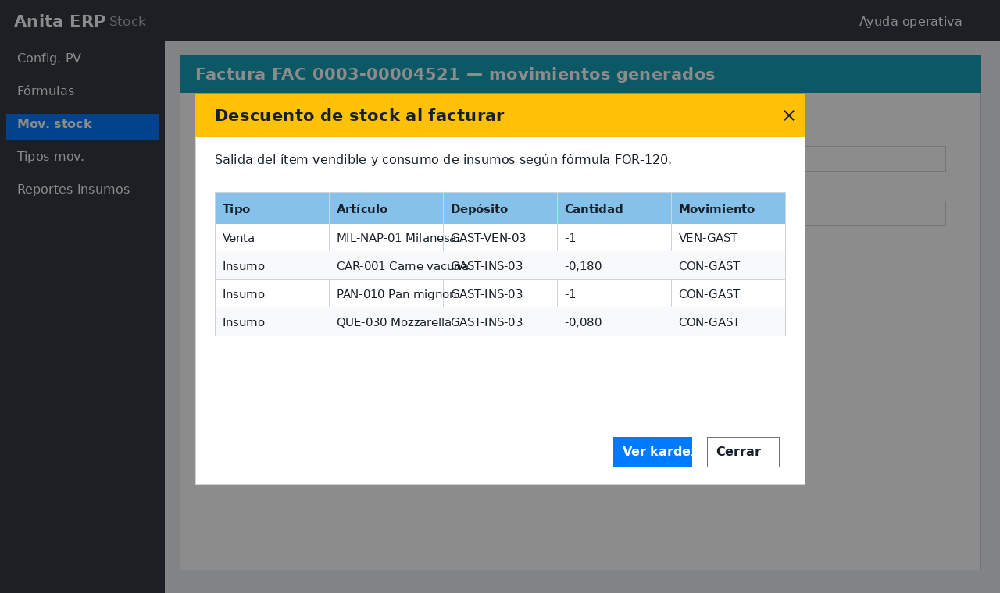 Anita ERP Stock
Ayuda operativa
Config. PV
Fórmulas
Mov. stock
Tipos mov.
Reportes insumos
Factura FAC 0003-00004521 — movimientos generados
Descuento de stock al facturar ×
Salida del ítem vendible y consumo de insumos según fórmula FOR-120.
Tipo Artículo Depósito Cantidad Movimiento
Venta MIL-NAP-01 Milanesa... GAST-VEN-03 -1 VEN-GAST
Insumo CAR-001 Carne vacuna GAST-INS-03 -0,180 CON-GAST
Insumo PAN-010 Pan mignon GAST-INS-03 -1 CON-GAST
Insumo QUE-030 Mozzarella GAST-INS-03 -0,080 CON-GAST
Ver kardex Cerrar